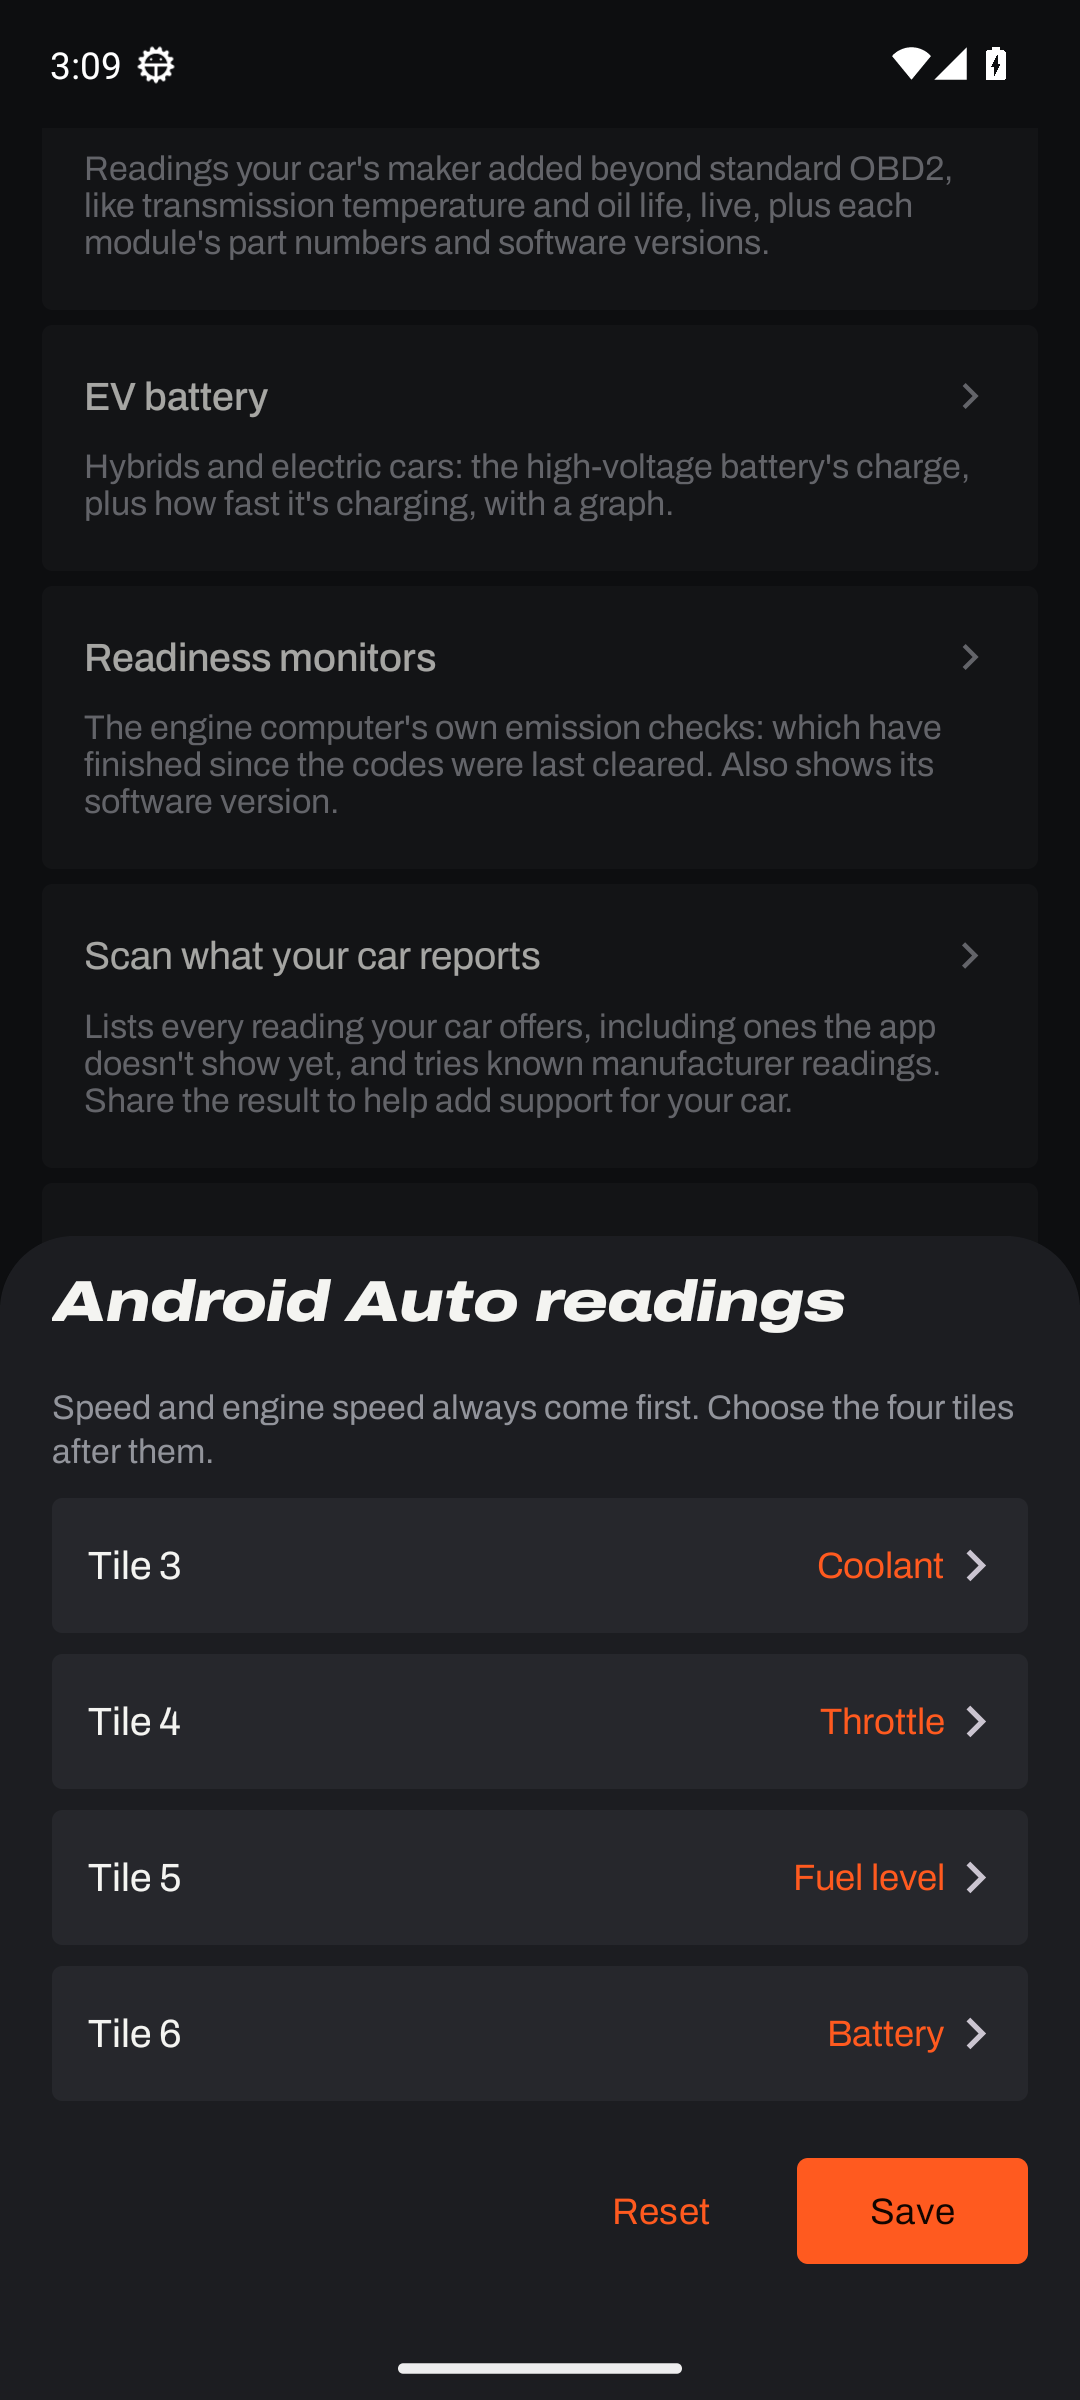 3:09
Readings your car's maker added beyond standard OBD2,
like transmission temperature and oil life, live, plus each
module's part numbers and software versions.
EV battery
Hybrids and electric cars: the high-voltage battery's charge,
plus how fast it's charging, with a graph.
Readiness monitors
The engine computer's own emission checks: which have
finished since the codes were last cleared. Also shows its
software version.
Scan what your car reports
Lists every reading your car offers, including ones the app
doesn't show yet, and tries known manufacturer readings.
Share the result to help add support for your car.
Android Auto readings
Speed and engine speed always come first. Choose the four tiles
after them.
Tile 3 Coolant
Tile 4 Throttle
Tile 5 Fuel level
Tile 6 Battery
Reset Save